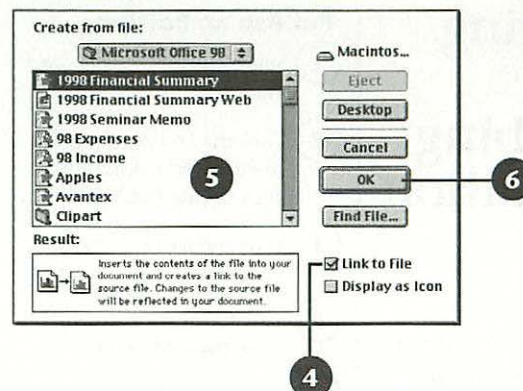 Create from file:
Microsoft Office 98
Macintos...
1998 Financial Summary
1998 Financial Summary Web
1998 Seminar Memo
98 Expenses
98 Income
Apples
Avantex
Clipart
Eject
Desktop
Cancel
OK
Find File...
5
6
Result:
Inserts the contents of the file into your
document and creates a link to the
source file. Changes to the source file
will be reflected in your document.
Link to File
Display as Icon
4